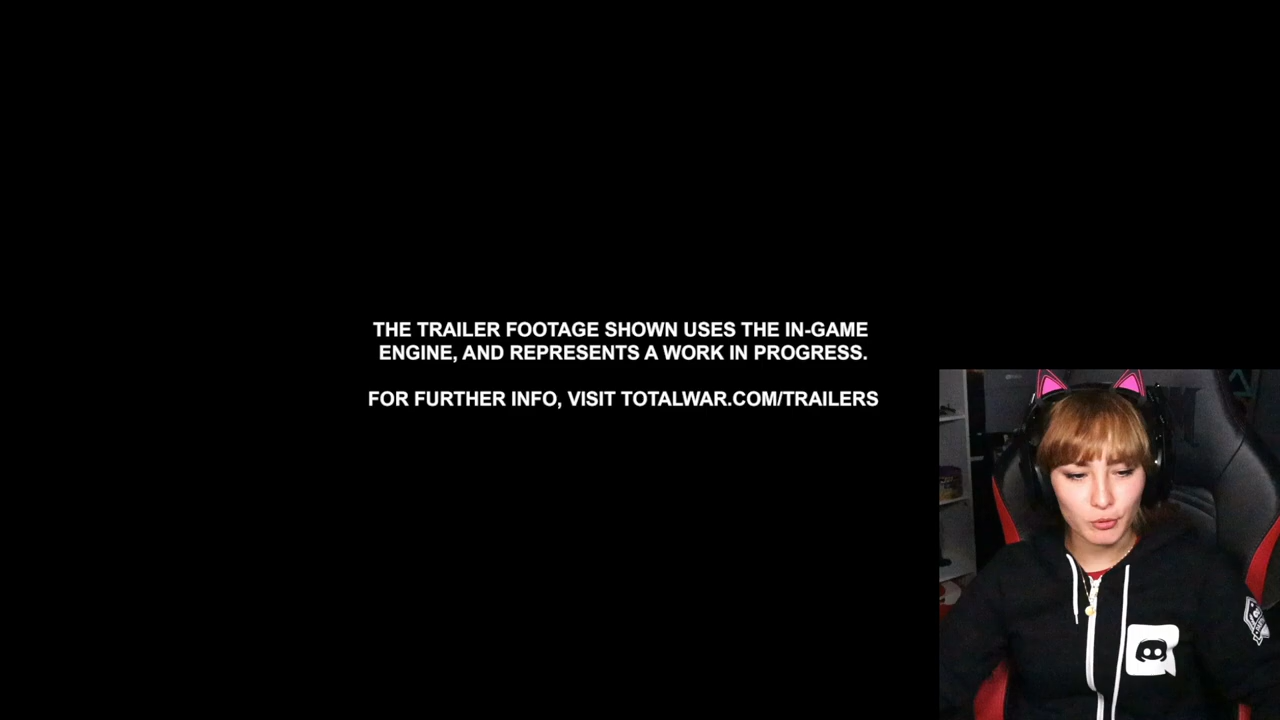 THE TRAILER FOOTAGE SHOWN USES THE IN-GAME
ENGINE, AND REPRESENTS A WORK IN PROGRESS.
FOR FURTHER INFO, VISIT TOTALWAR.COM/TRAILERS